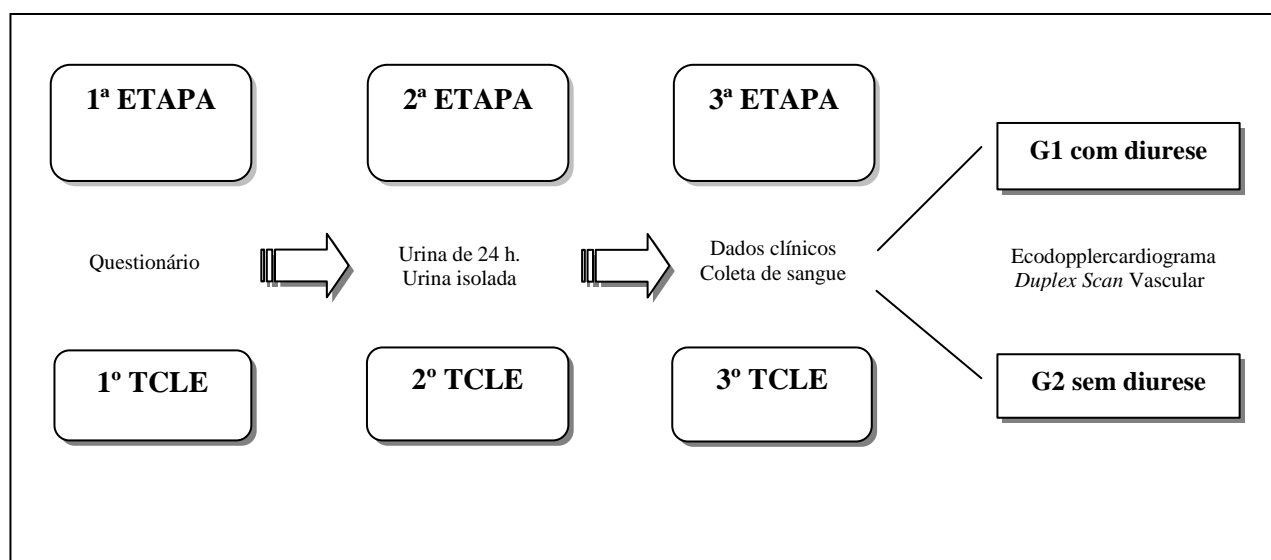 1ª ETAPA
2ª ETAPA
3ª ETAPA
G1 com diurese
Questionário
Urina de 24 h.
Urina isolada
Dados clínicos
Coleta de sangue
Ecodopplercardiograma
Duplex Scan Vascular
1º TCLE
2º TCLE
3º TCLE
G2 sem diurese